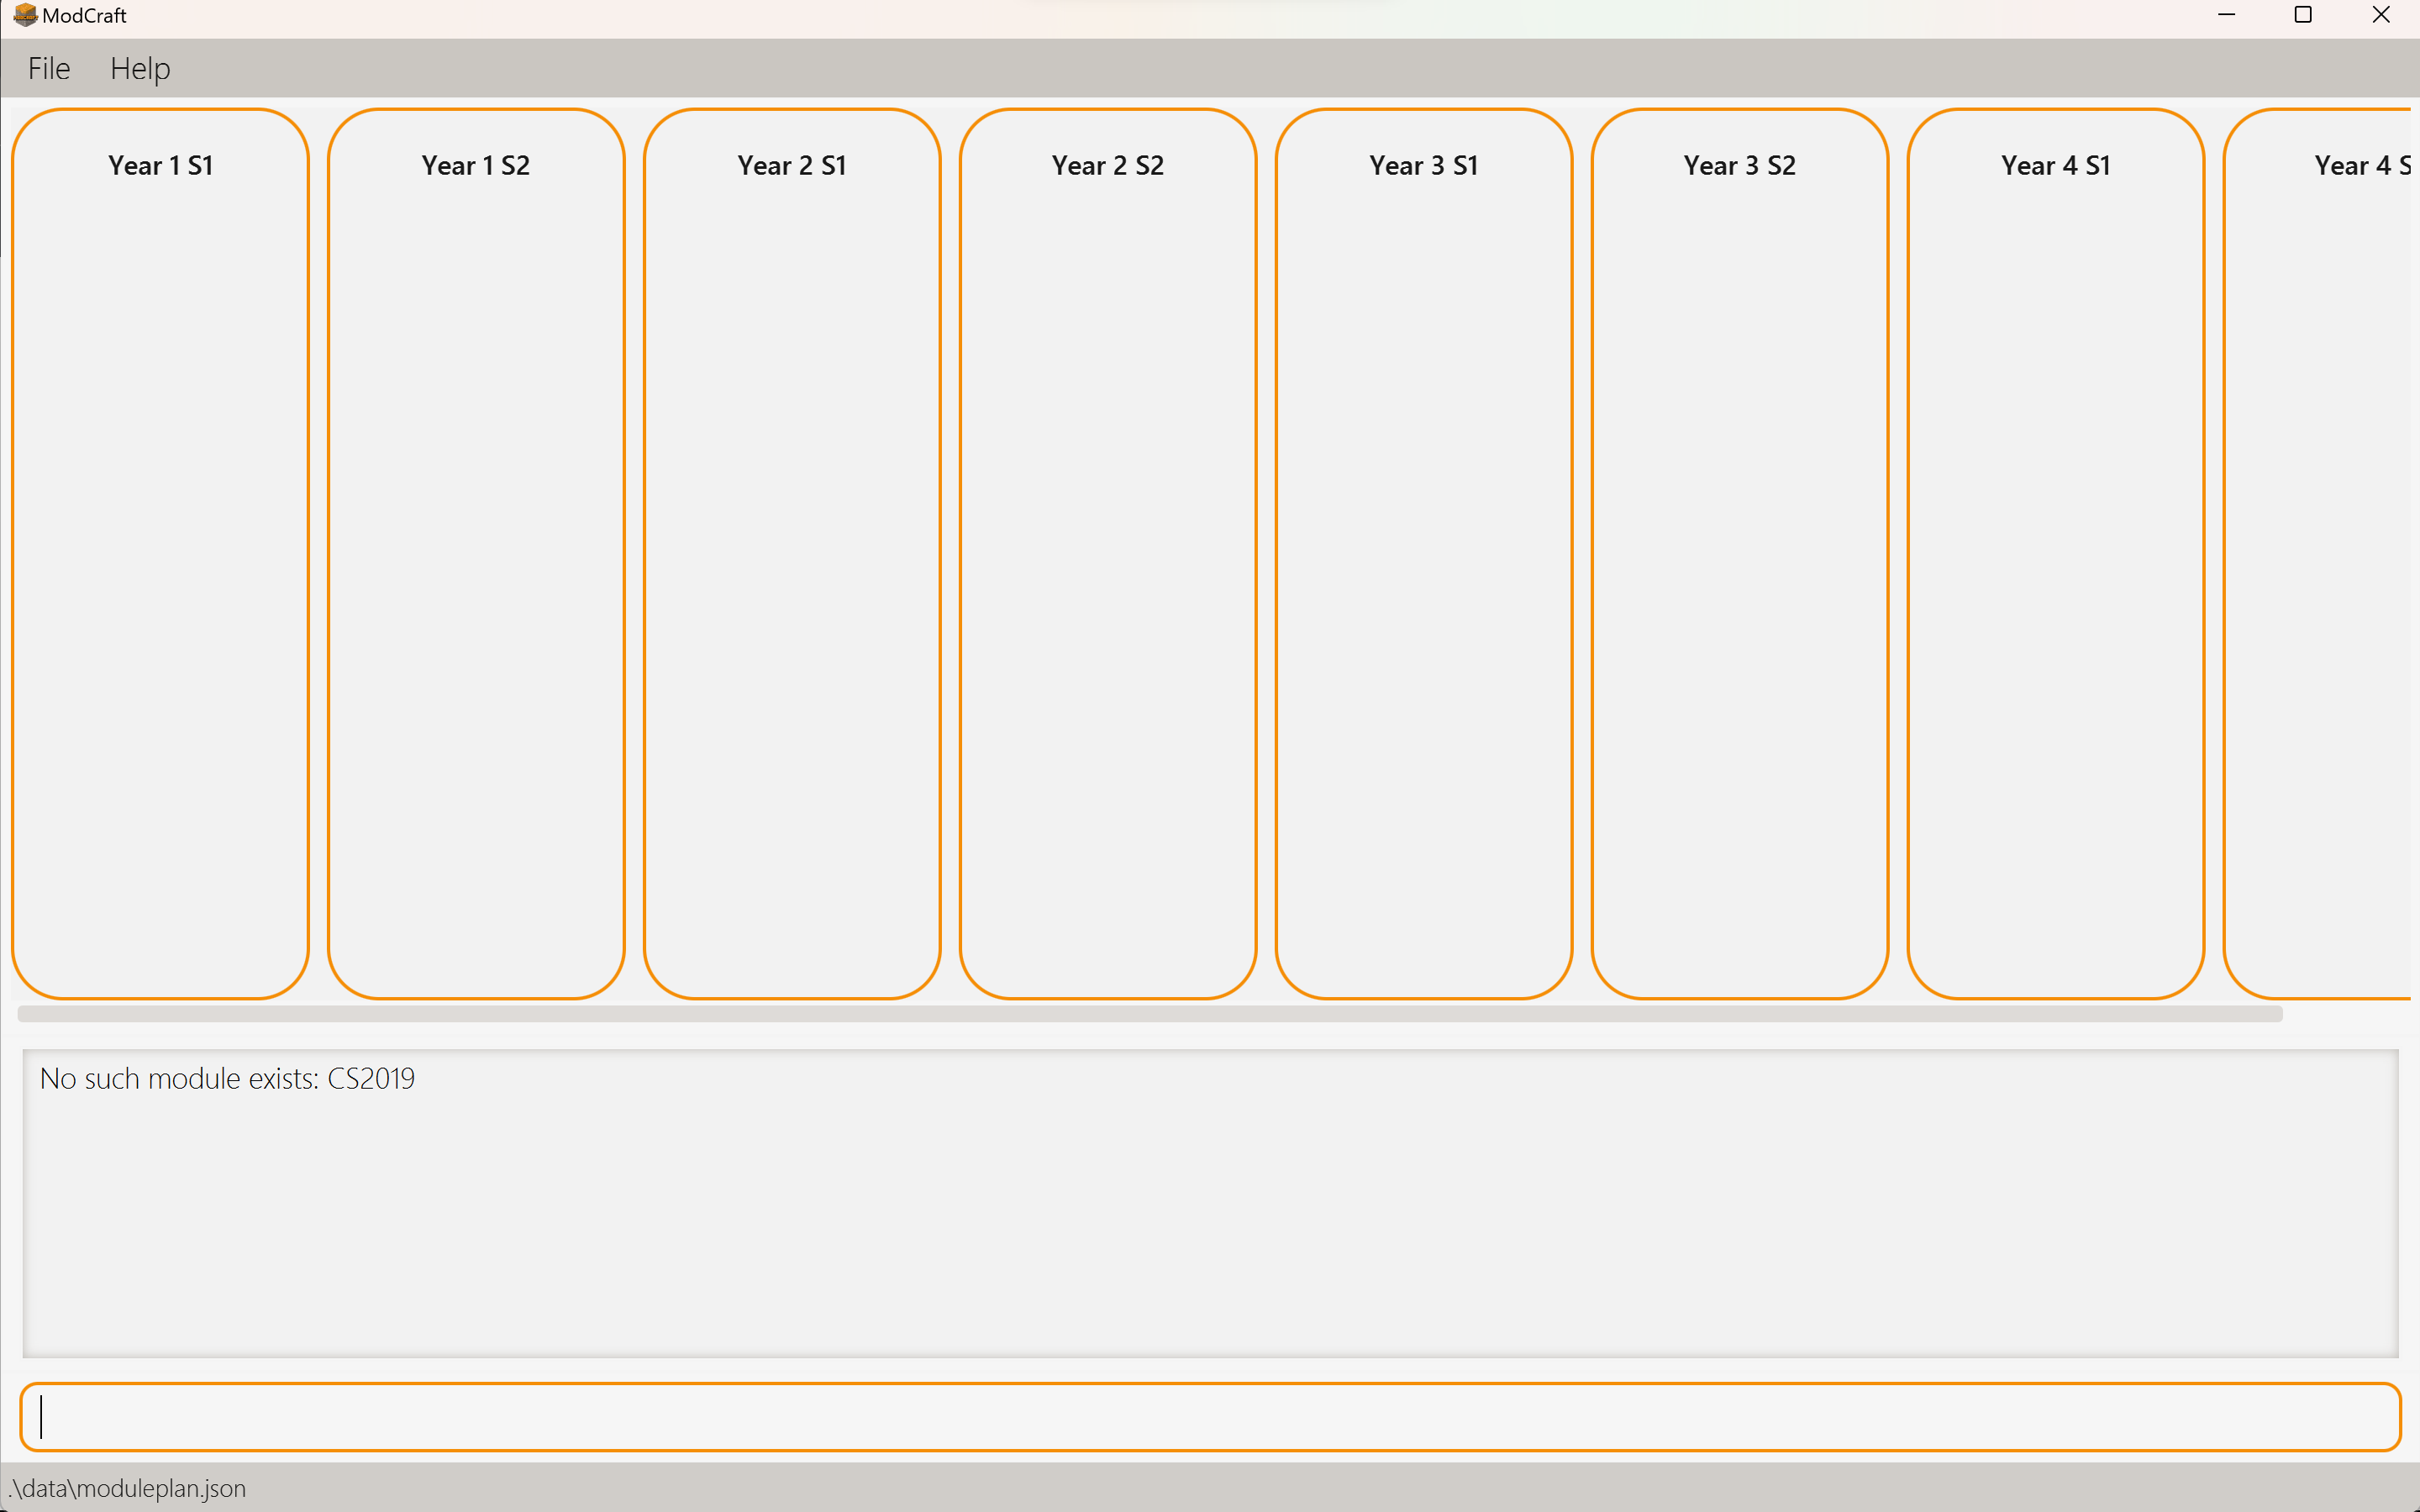 ModCraft
File Help
Year 1 S1 Year 1 S2 Year 2 S1 Year 2 S2 Year 3 S1 Year 3 S2 Year 4 S1 Year 4 S
No such module exists: CS2019
.\data\moduleplan.json